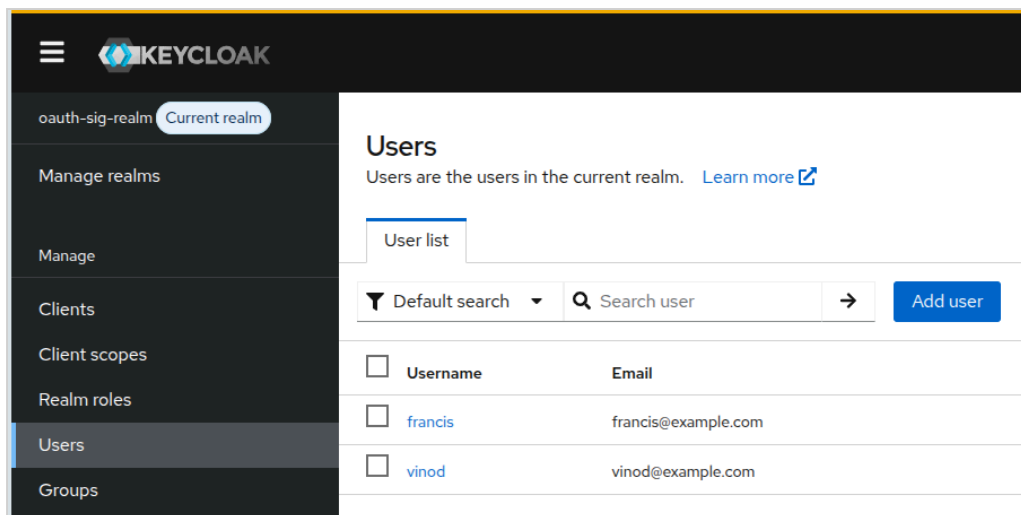 KEYCLOAK
oauth-sig-realm Current realm
Manage realms
Manage
Clients
Client scopes
Realm roles
Users
Groups
Users
Users are the users in the current realm. Learn more
User list
Default search Search user Add user
Username Email
francis francis@example.com
vinod vinod@example.com